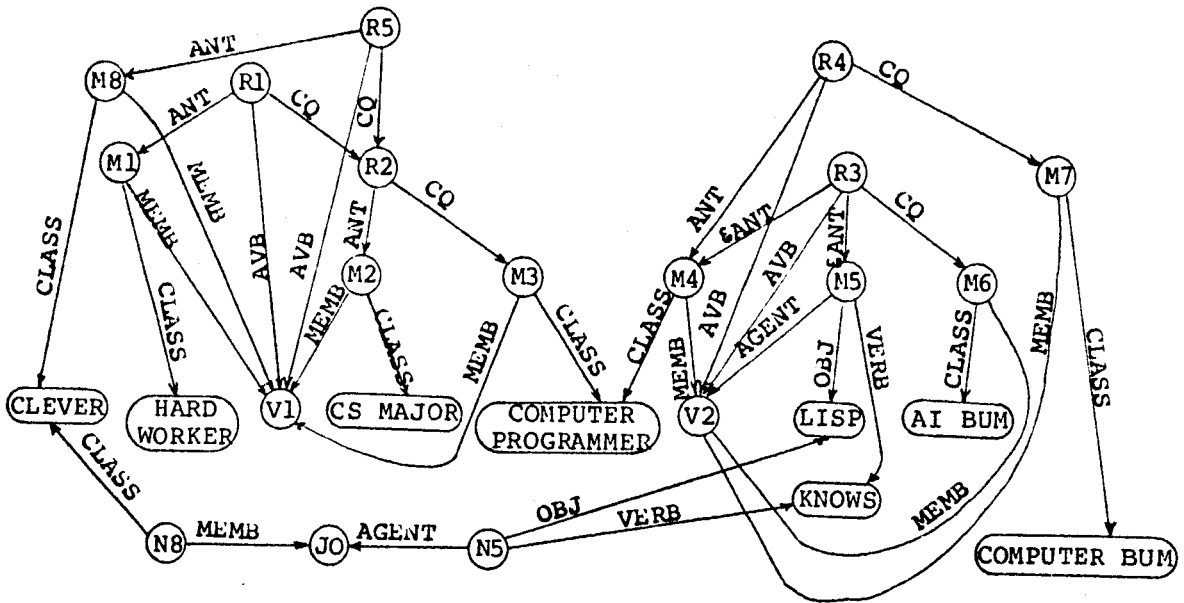 R5
ANT
R4
M8
R1
CQ
ANT
CQ
CQ
M1
R2
R3
M7
MEMB
CQ
MEMB
CQ
ANT
&ANT
ANT
&ANT
AVB
AVB
AVB
CLASS
M2
M3
M4
M5
M6
AVB
CLASS
MEMB
CLASS
MEMB
CLASS
CLASS
MEMB
AGENT
OBJ
VERB
CLASS
MEMB
CLASS
CLEVER
HARD
WORKER
V1
CS MAJOR
COMPUTER
PROGRAMMER
V2
LISP
AI BUM
CLASS
KNOWS
MEMB
OBJ
VERB
N8
MEMB
JO
AGENT
N5
COMPUTER BUM